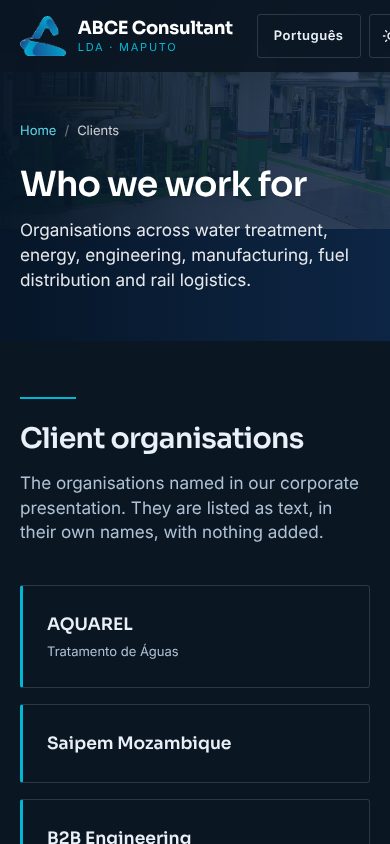 ABCE Consultant
LDA · MAPUTO
Português
Home / Clients
Who we work for
Organisations across water treatment,
energy, engineering, manufacturing, fuel
distribution and rail logistics.
Client organisations
The organisations named in our corporate
presentation. They are listed as text, in
their own names, with nothing added.
AQUAREL
Tratamento de Águas
Saipem Mozambique
B2B Engineering